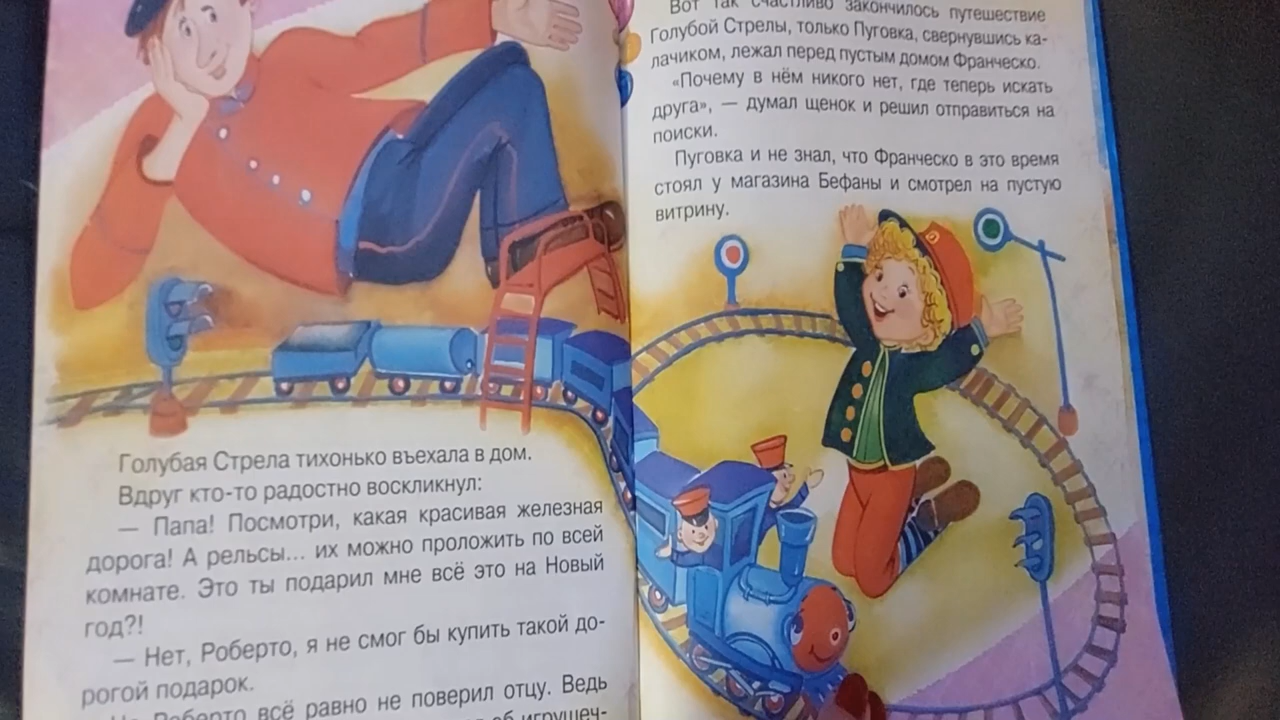 Голубая Стрела тихонько въехала в дом.
Вдруг кто-то радостно воскликнул:
— Папа! Посмотри, какая красивая железная
дорога! А рельсы... их можно проложить по всей
комнате. Это ты подарил мне всё это на Новый
год?!
— Нет, Роберто, я не смог бы купить такой до-
рогой подарок.
Но Роберто всё равно не поверил отцу. Ведь
об игрушеч-
Вот так счастливо закончилось путешествие
Голубой Стрелы, только Пуговка, свернувшись ка-
лачиком, лежал перед пустым домом Франческо.
«Почему в нём никого нет, где теперь искать
друга», — думал щенок и решил отправиться на
поиски.
Пуговка и не знал, что Франческо в это время
стоял у магазина Бефаны и смотрел на пустую
витрину.